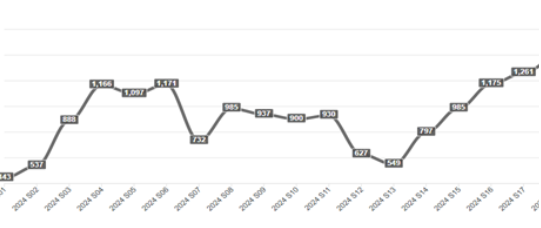 1,166
1,097
1,171
888
732
985
937
900
930
537
627
549
797
985
1,175
1,261
2024 S02
2024 S03
2024 S04
2024 S05
2024 S06
2024 S07
2024 S08
2024 S09
2024 S10
2024 S11
2024 S12
2024 S13
2024 S14
2024 S15
2024 S16
2024 S17